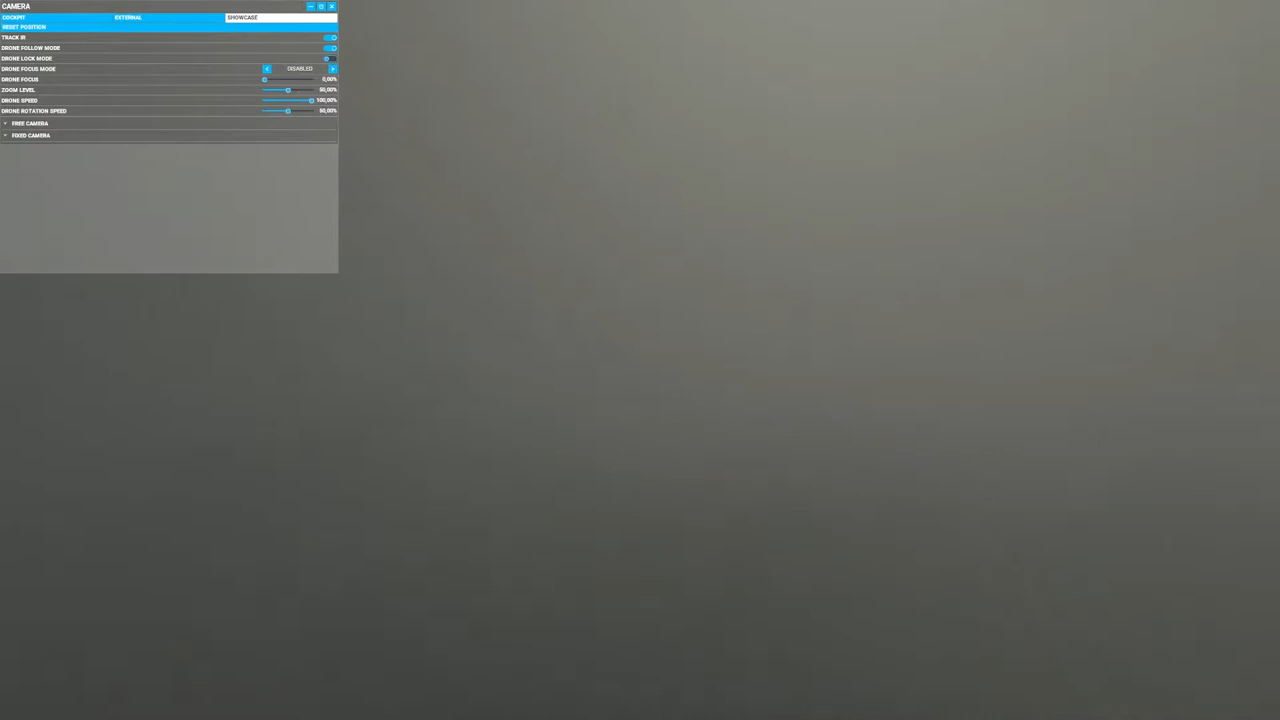 CAMERA
COCKPIT EXTERNAL SHOWCASE
RESET POSITION
TRACK IR
DRONE FOLLOW MODE
DRONE LOCK MODE
DRONE FOCUS MODE DISABLED
DRONE FOCUS 0,00%
ZOOM LEVEL 50,00%
DRONE SPEED 100,00%
DRONE ROTATION SPEED 50,00%
FREE CAMERA
FIXED CAMERA